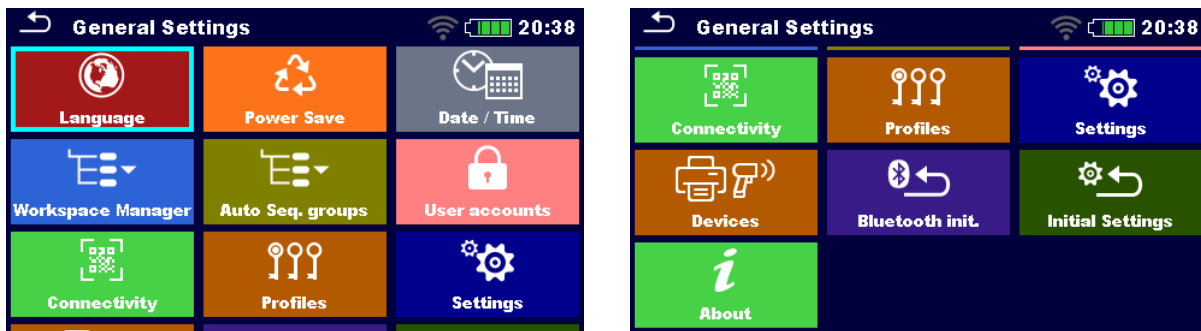 General Settings 20:38
Language Power Save Date / Time
Workspace Manager Auto Seq. groups User accounts
Connectivity Profiles Settings
General Settings 20:38
Connectivity Profiles Settings
Devices Bluetooth init. Initial Settings
About